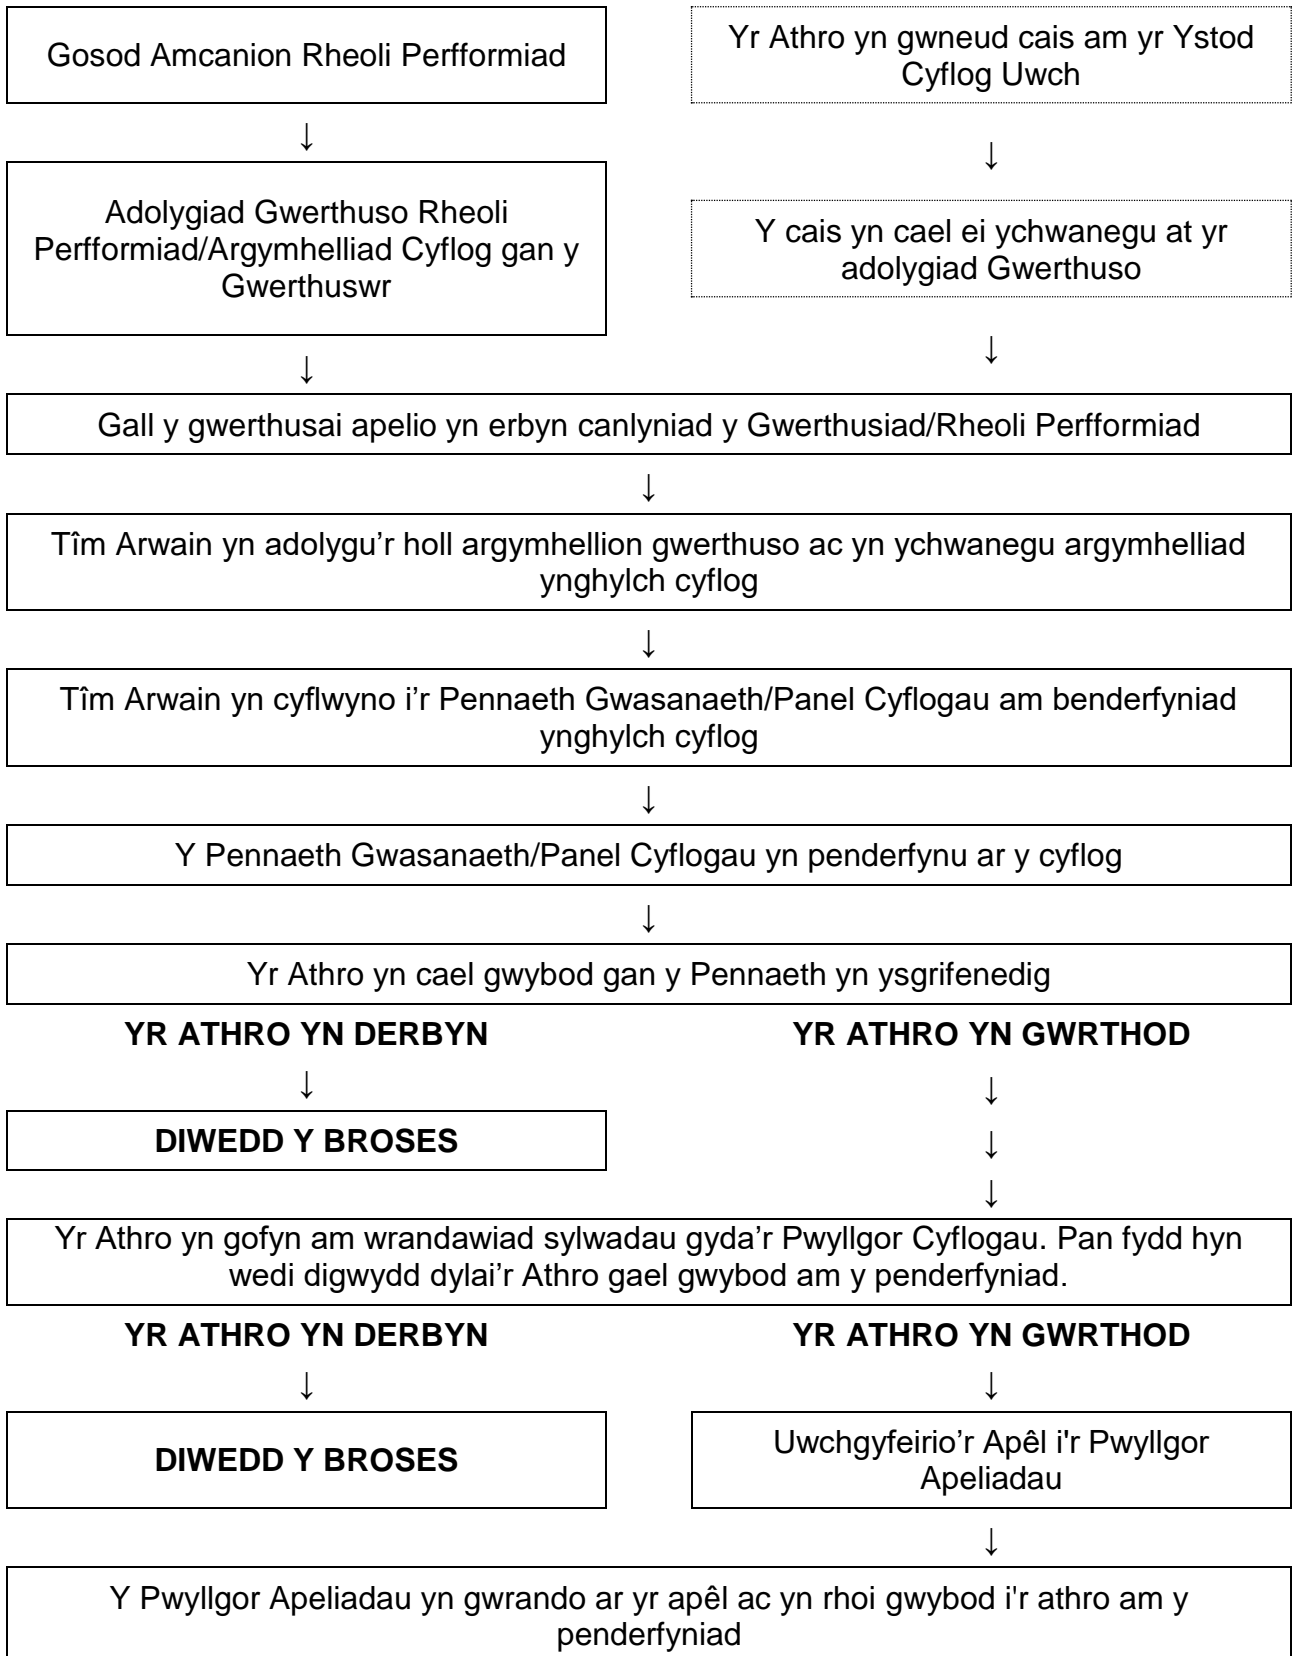 Gosod Amcanion Rheoli Perfformiad
Yr Athro yn gwneud cais am yr Ystod
Cyflog Uwch
↓
↓
Adolygiad Gwerthuso Rheoli
Perfformiad/Argymhelliad Cyflog gan y
Gwerthuswr
Y cais yn cael ei ychwanegu at yr
adolygiad Gwerthuso
↓
↓
Gall y gwerthusai apelio yn erbyn canlyniad y Gwerthusiad/Rheoli Perfformiad
↓
Tîm Arwain yn adolygu’r holl argymhellion gwerthuso ac yn ychwanegu argymhelliad
ynghylch cyflog
↓
Tîm Arwain yn cyflwyno i’r Pennaeth Gwasanaeth/Panel Cyflogau am benderfyniad
ynghylch cyflog
↓
Y Pennaeth Gwasanaeth/Panel Cyflogau yn penderfynu ar y cyflog
↓
Yr Athro yn cael gwybod gan y Pennaeth yn ysgrifenedig
YR ATHRO YN DERBYN
YR ATHRO YN GWRTHOD
↓
↓
DIWEDD Y BROSES
↓
↓
Yr Athro yn gofyn am wrandawiad sylwadau gyda’r Pwyllgor Cyflogau. Pan fydd hyn
wedi digwydd dylai’r Athro gael gwybod am y penderfyniad.
YR ATHRO YN DERBYN
YR ATHRO YN GWRTHOD
↓
↓
DIWEDD Y BROSES
Uwchgyfeirio’r Apêl i'r Pwyllgor
Apeliadau
↓
Y Pwyllgor Apeliadau yn gwrando ar yr apêl ac yn rhoi gwybod i'r athro am y
penderfyniad